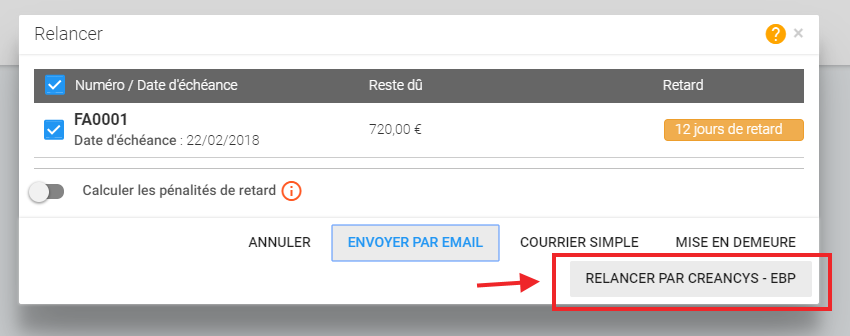 Relancer
?
×
Numéro / Date d'échéance Reste dû Retard
FA0001
Date d'échéance : 22/02/2018 720,00 € 12 jours de retard
Calculer les pénalités de retard
ANNULER ENVOYER PAR EMAIL COURRIER SIMPLE MISE EN DEMEURE
RELANCER PAR CREANCYS - EBP